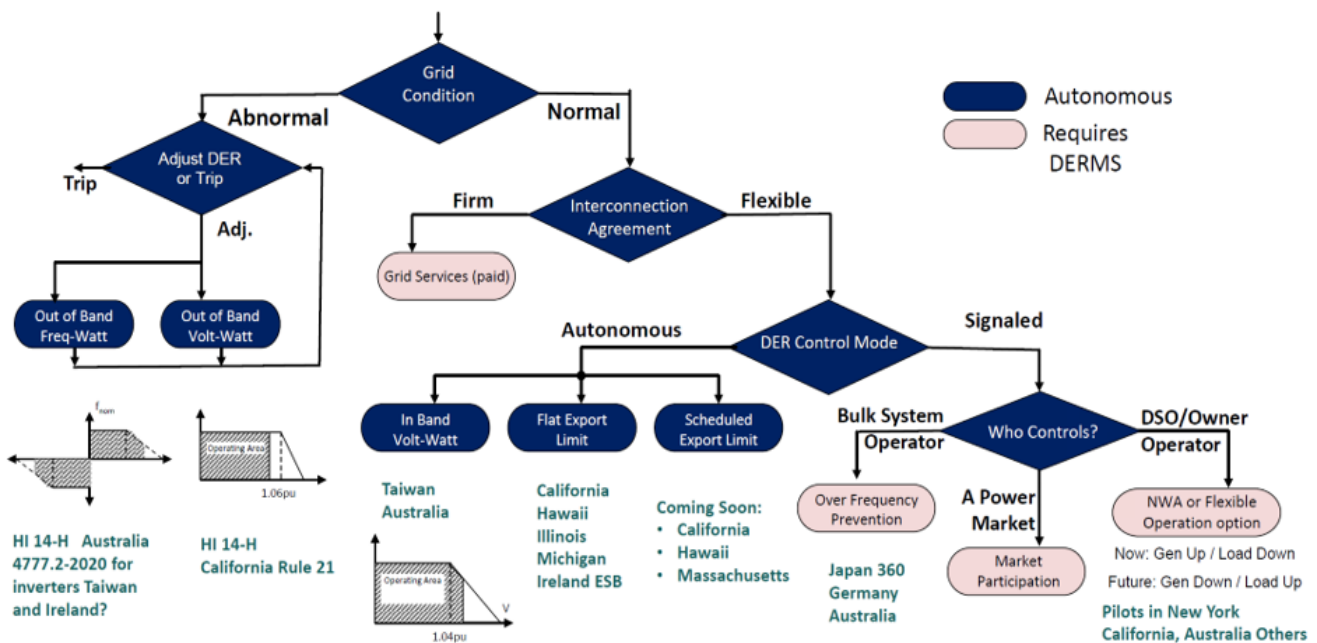 Grid
Condition
Abnormal
Normal
Autonomous
Requires
DERMS
Adjust DER
or Trip
Trip
Adj.
Interconnection
Agreement
Firm
Flexible
Grid Services (paid)
Out of Band
Freq-Watt
Out of Band
Volt-Watt
DER Control Mode
Autonomous
Signaled
In Band
Volt-Watt
Flat Export
Limit
Scheduled
Export Limit
Who Controls?
Bulk System
Operator
DSO/Owner
Operator
A Power
Market
Over Frequency
Prevention
Market
Participation
NWA or Flexible
Operation option
Now: Gen Up / Load Down
Future: Gen Down / Load Up
Pilots in New York
California, Australia Others
Japan 360
Germany
Australia
fnom
Operating Area
1.06pu
HI 14-H Australia
4777.2-2020 for
inverters Taiwan
and Ireland?
HI 14-H
California Rule 21
Taiwan
Australia
Operating Area
V
1.04pu
California
Hawaii
Illinois
Michigan
Ireland ESB
Coming Soon:
• California
• Hawaii
• Massachusetts